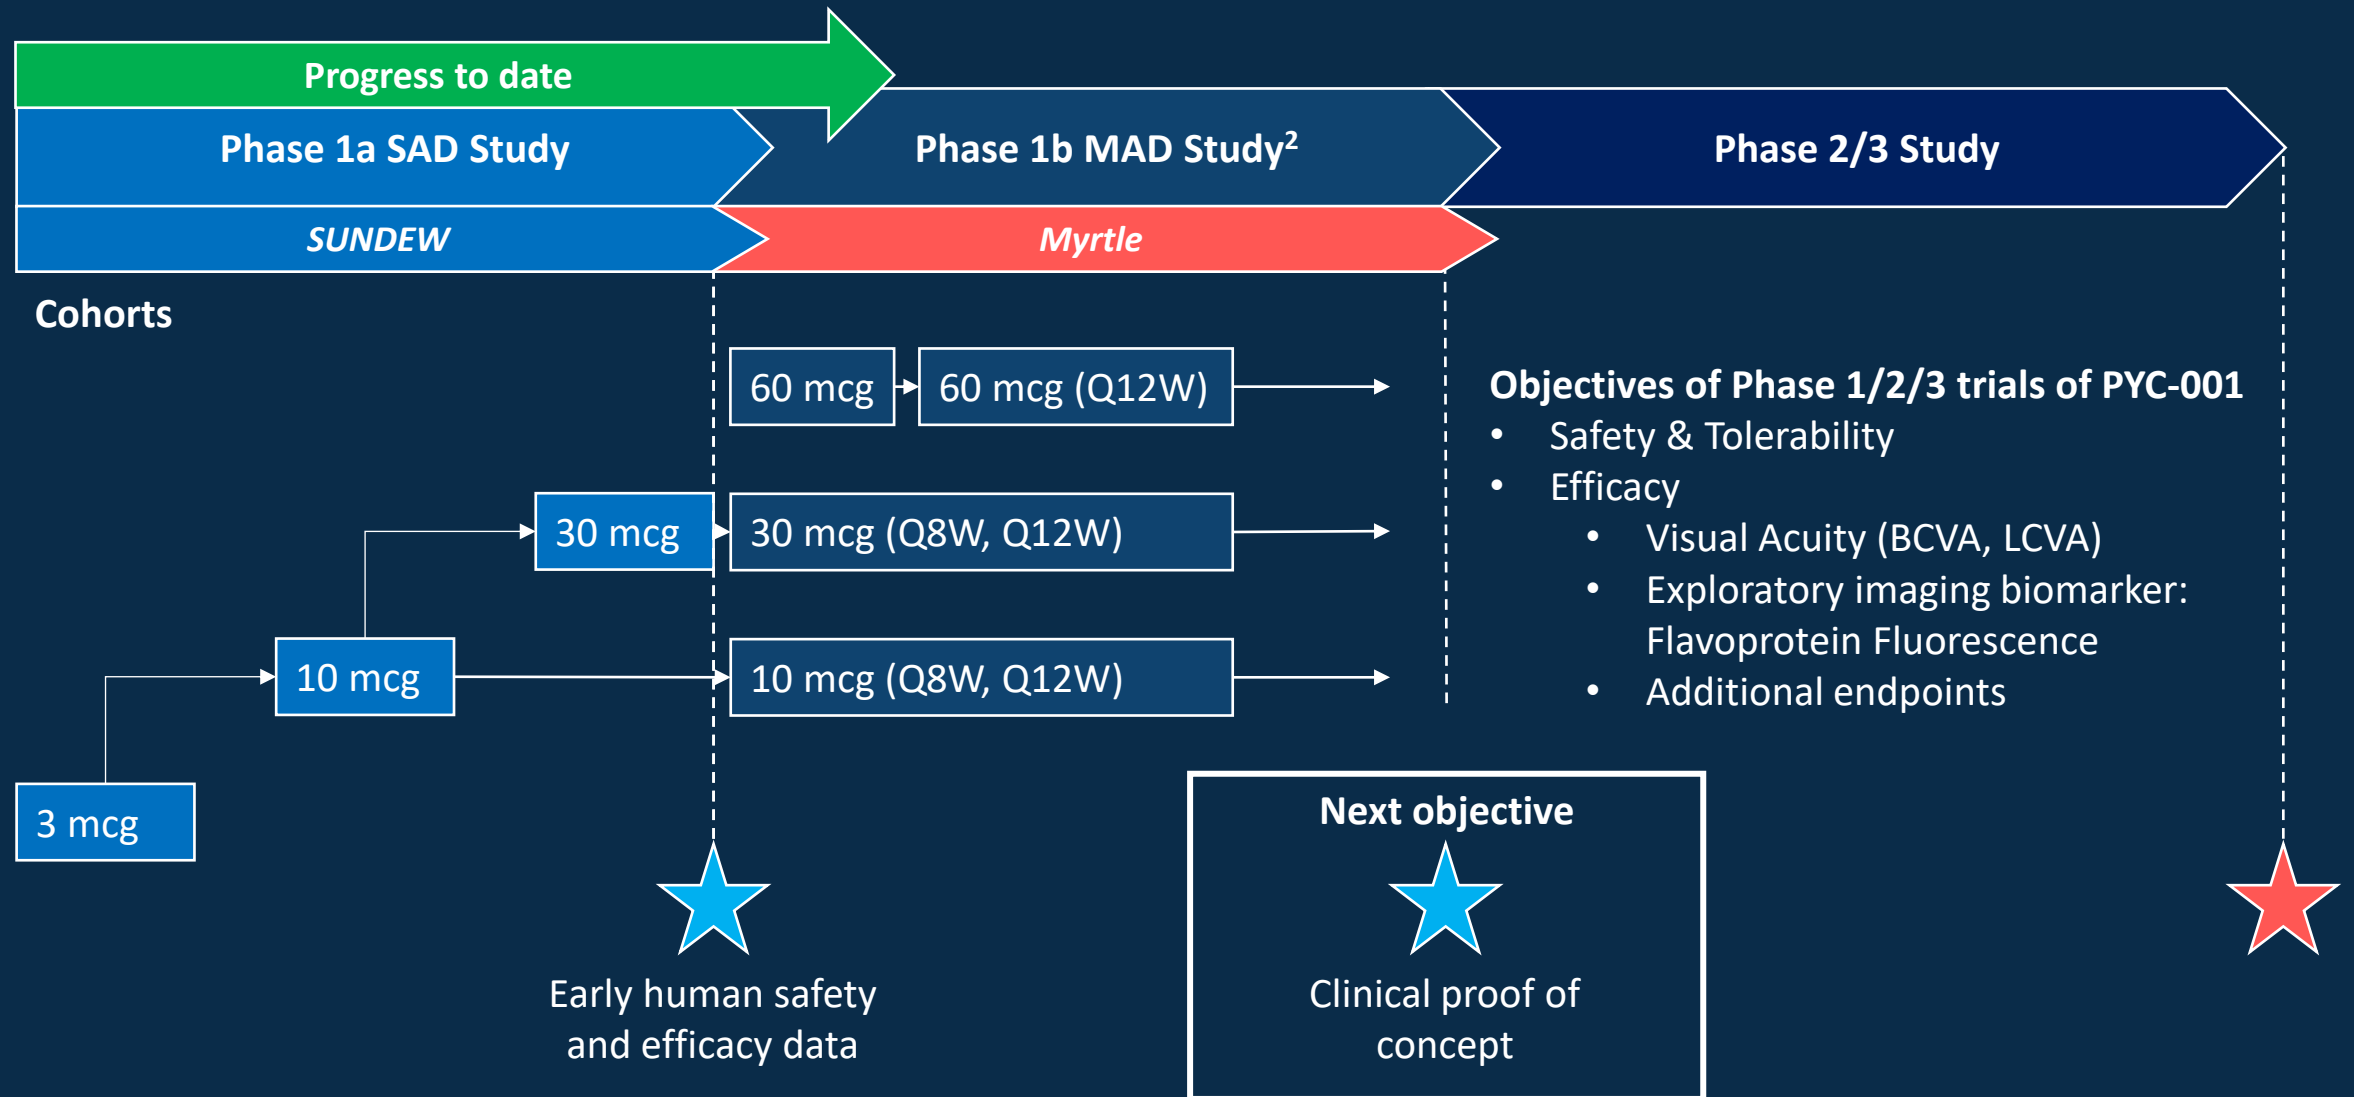 Progress to date
Phase 1a SAD Study
Phase 1b MAD Study²
Phase 2/3 Study
SUNDEW
Myrtle
Cohorts
60 mcg
60 mcg (Q12W)
30 mcg
30 mcg (Q8W, Q12W)
10 mcg
10 mcg (Q8W, Q12W)
3 mcg
Objectives of Phase 1/2/3 trials of PYC-001
• Safety & Tolerability
• Efficacy
• Visual Acuity (BCVA, LCVA)
• Exploratory imaging biomarker:
Flavoprotein Fluorescence
• Additional endpoints
Early human safety
and efficacy data
Next objective
Clinical proof of
concept